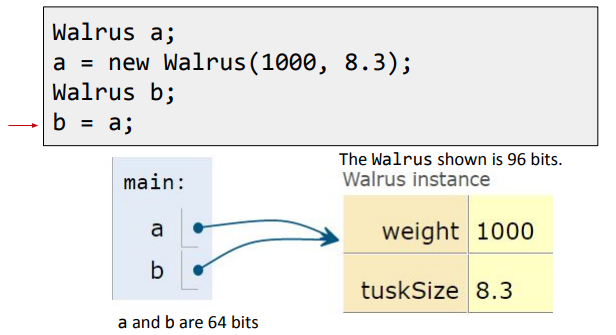 Walrus a;
a = new Walrus(1000, 8.3);
Walrus b;
b = a;
The Walrus shown is 96 bits.
Walrus instance
main:
a
b
weight 1000
tuskSize 8.3
a and b are 64 bits